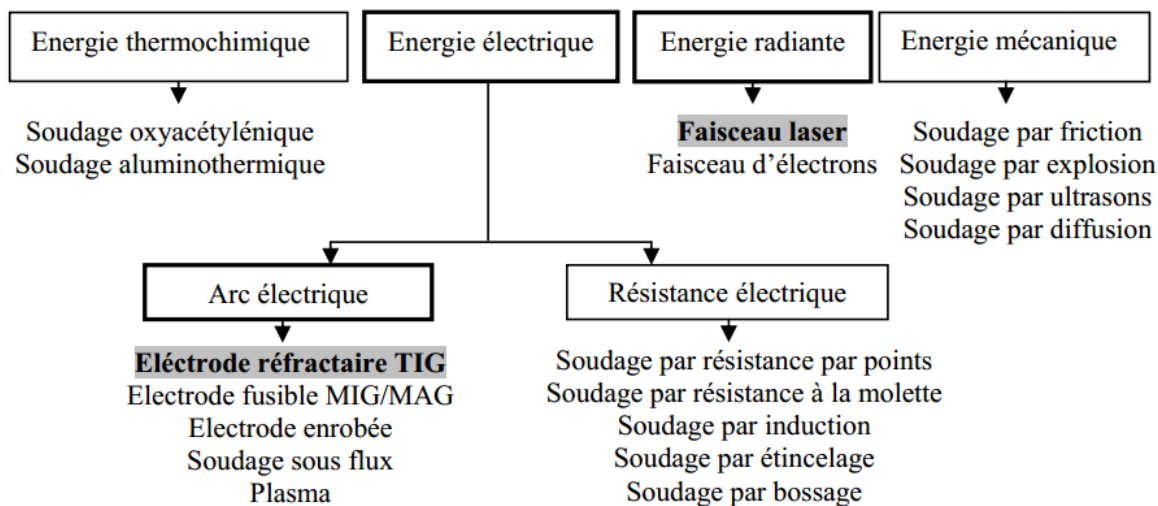 Energie thermochimique
Energie électrique
Energie radiante
Energie mécanique
Soudage oxyacétylénique
Soudage aluminothermique
Faisceau laser
Faisceau d’électrons
Soudage par friction
Soudage par explosion
Soudage par ultrasons
Soudage par diffusion
Arc électrique
Résistance électrique
Eléctrode réfractaire TIG
Electrode fusible MIG/MAG
Electrode enrobée
Soudage sous flux
Plasma
Soudage par résistance par points
Soudage par résistance à la molette
Soudage par induction
Soudage par étincelage
Soudage par bossage